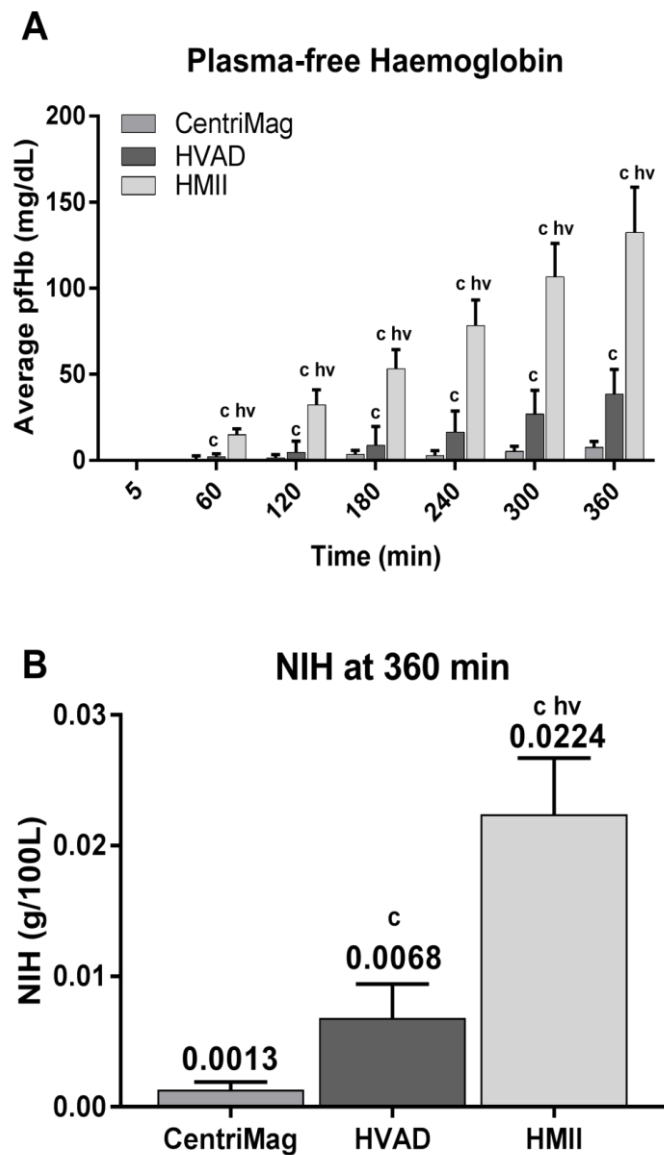 A
Plasma-free Haemoglobin
Average pfHb (mg/dL)
200
150
100
50
0
CentriMag
HVAD
HMII
c
c hv
c
c hv
c
c hv
c
c hv
c
c hv
c
c hv
5
60
120
180
240
300
360
Time (min)
B
NIH at 360 min
NIH (g/100L)
0.03
0.02
0.01
0.00
0.0013
c
0.0068
c hv
0.0224
CentriMag
HVAD
HMII